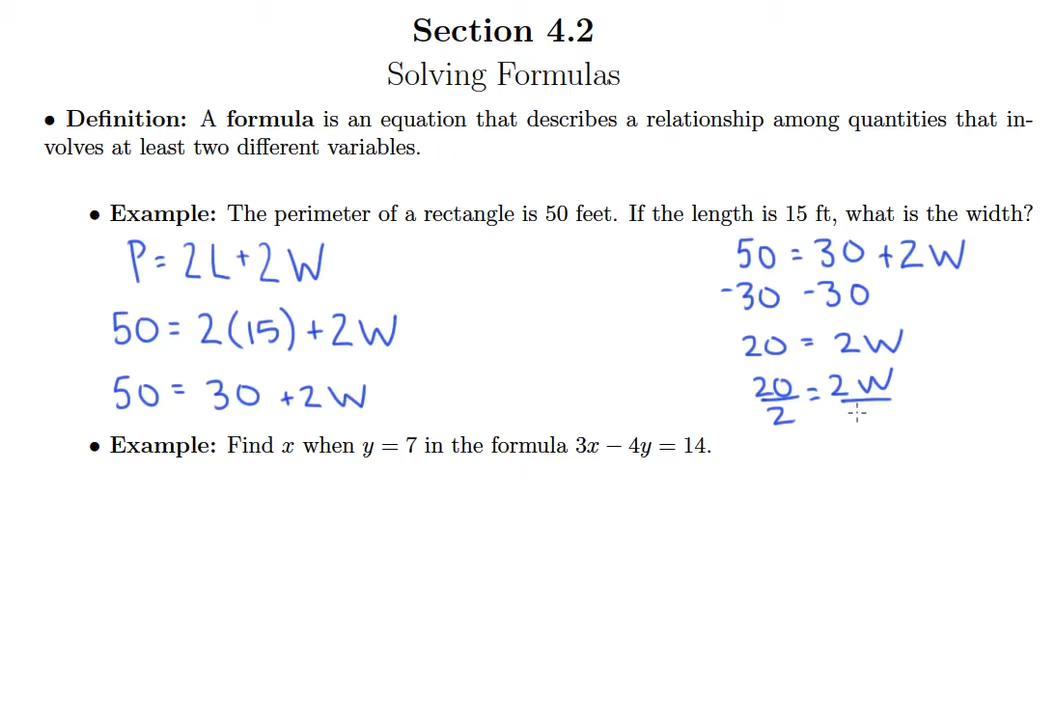 Section 4.2
Solving Formulas
• Definition: A formula is an equation that describes a relationship among quantities that in-
volves at least two different variables.
• Example: The perimeter of a rectangle is 50 feet. If the length is 15 ft, what is the width?
P = 2L + 2W
50 = 2(15) + 2W
50 = 30 + 2W
50 = 30 + 2W
-30 -30
20 = 2W
20/2 = 2W/
• Example: Find x when y = 7 in the formula 3x − 4y = 14.